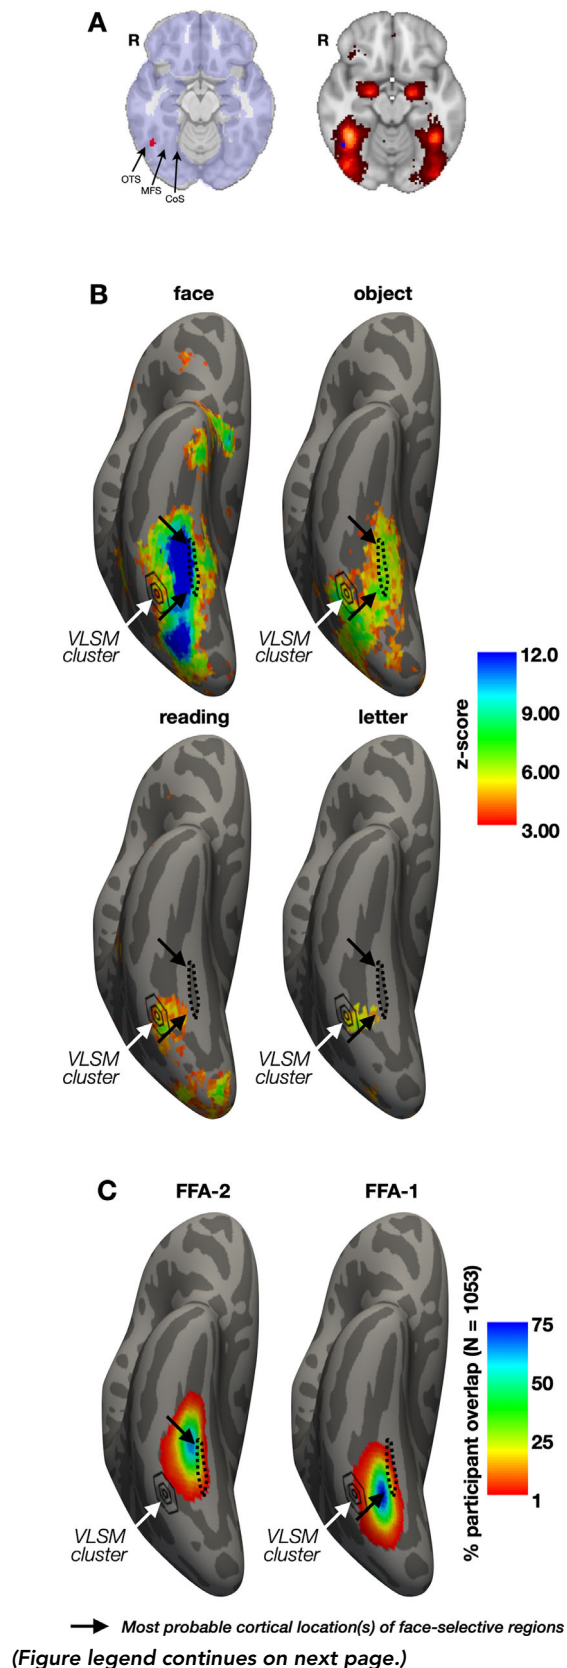 A
R
R
OTS
MFS
CoS
B
face
object
VLSM
cluster
VLSM
cluster
12.0
9.00
6.00
3.00
z-score
reading
letter
VLSM
cluster
VLSM
cluster
C
FFA-2
FFA-1
VLSM
cluster
VLSM
cluster
75
50
25
1
% participant overlap (N = 1053)
Most probable cortical location(s) of face-selective regions
(Figure legend continues on next page.)